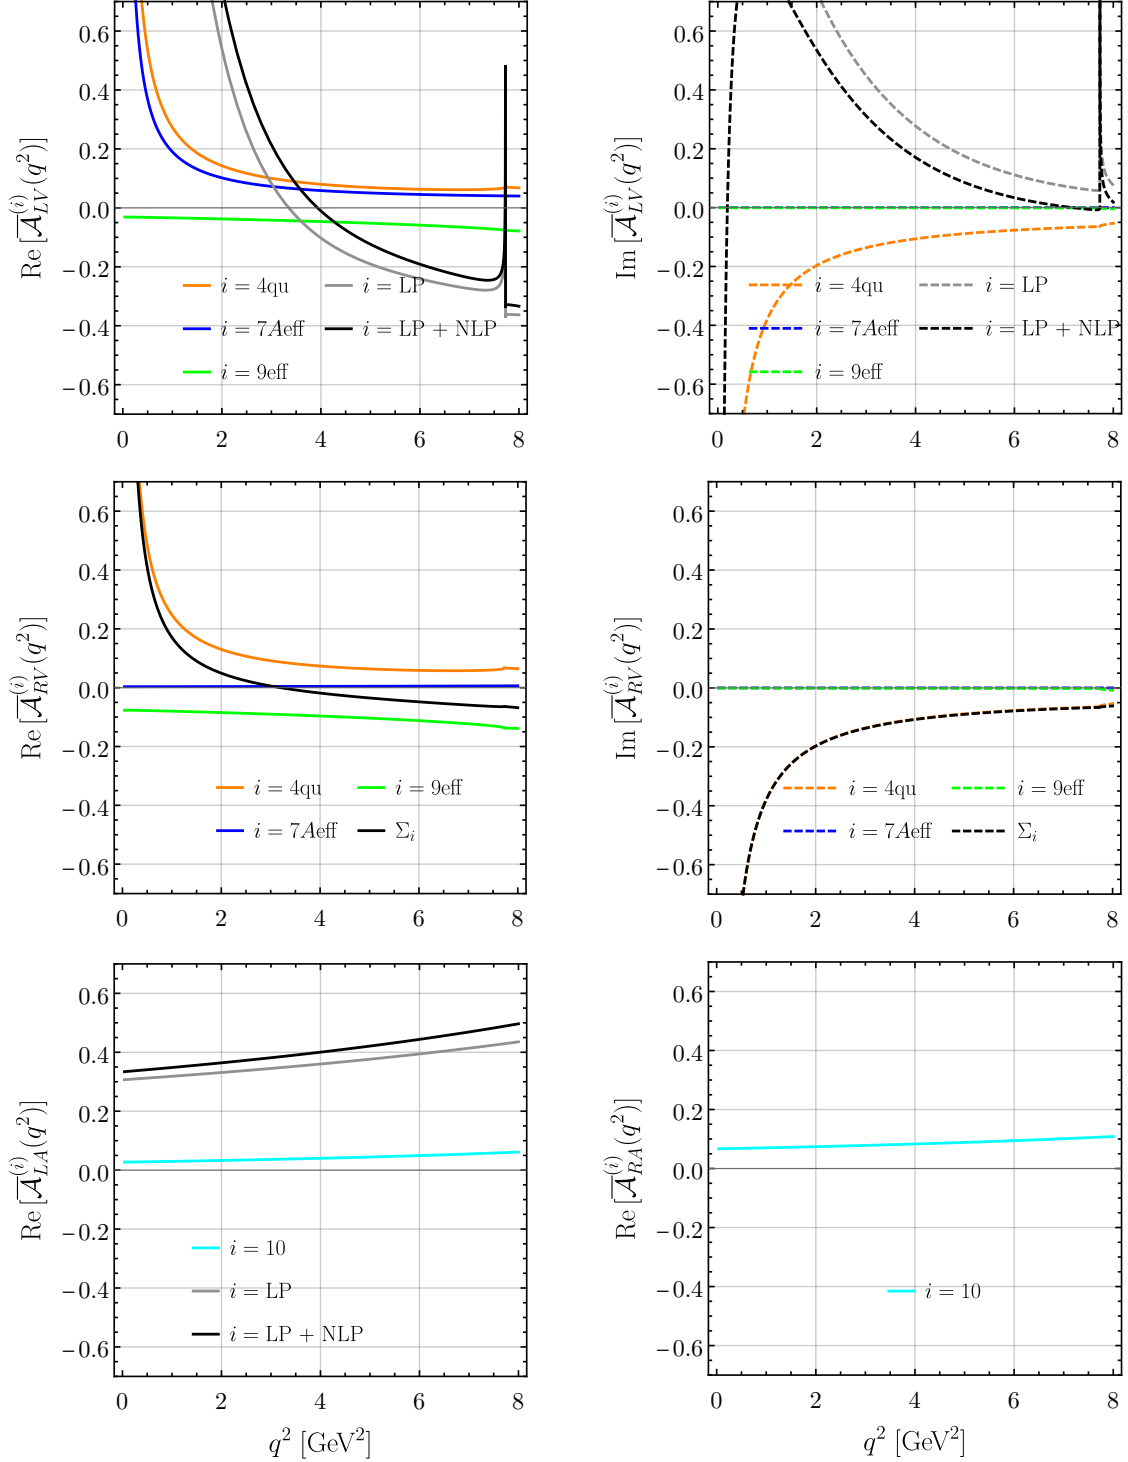 Re [𝒜̅_{LV}^{(i)}(q²)]
0.6
0.4
0.2
0.0
−0.2
−0.4
−0.6
i = 4qu
i = LP
i = 7Aeff
i = LP + NLP
i = 9eff
0 2 4 6 8
Im [𝒜̅_{LV}^{(i)}(q²)]
0.6
0.4
0.2
0.0
−0.2
−0.4
−0.6
i = 4qu
i = LP
i = 7Aeff
i = LP + NLP
i = 9eff
0 2 4 6 8
Re [𝒜̅_{RV}^{(i)}(q²)]
0.6
0.4
0.2
0.0
−0.2
−0.4
−0.6
i = 4qu
i = 9eff
i = 7Aeff
Σ_i
0 2 4 6 8
Im [𝒜̅_{RV}^{(i)}(q²)]
0.6
0.4
0.2
0.0
−0.2
−0.4
−0.6
i = 4qu
i = 9eff
i = 7Aeff
Σ_i
0 2 4 6 8
Re [𝒜̅_{LA}^{(i)}(q²)]
0.6
0.4
0.2
0.0
−0.2
−0.4
−0.6
i = 10
i = LP
i = LP + NLP
0 2 4 6 8
q² [GeV²]
Re [𝒜̅_{RA}^{(i)}(q²)]
0.6
0.4
0.2
0.0
−0.2
−0.4
−0.6
i = 10
0 2 4 6 8
q² [GeV²]